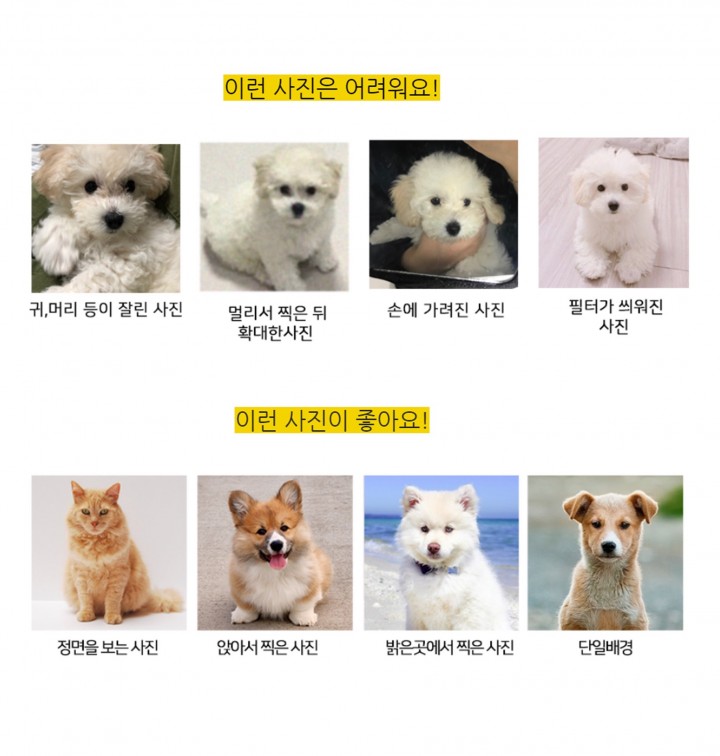 이런 사진은 어려워요!
귀,머리 등이 잘린 사진
멀리서 찍은 뒤
확대한사진
손에 가려진 사진
필터가 씌워진
사진
이런 사진이 좋아요!
정면을 보는 사진
앉아서 찍은 사진
밝은곳에서 찍은 사진
단일배경